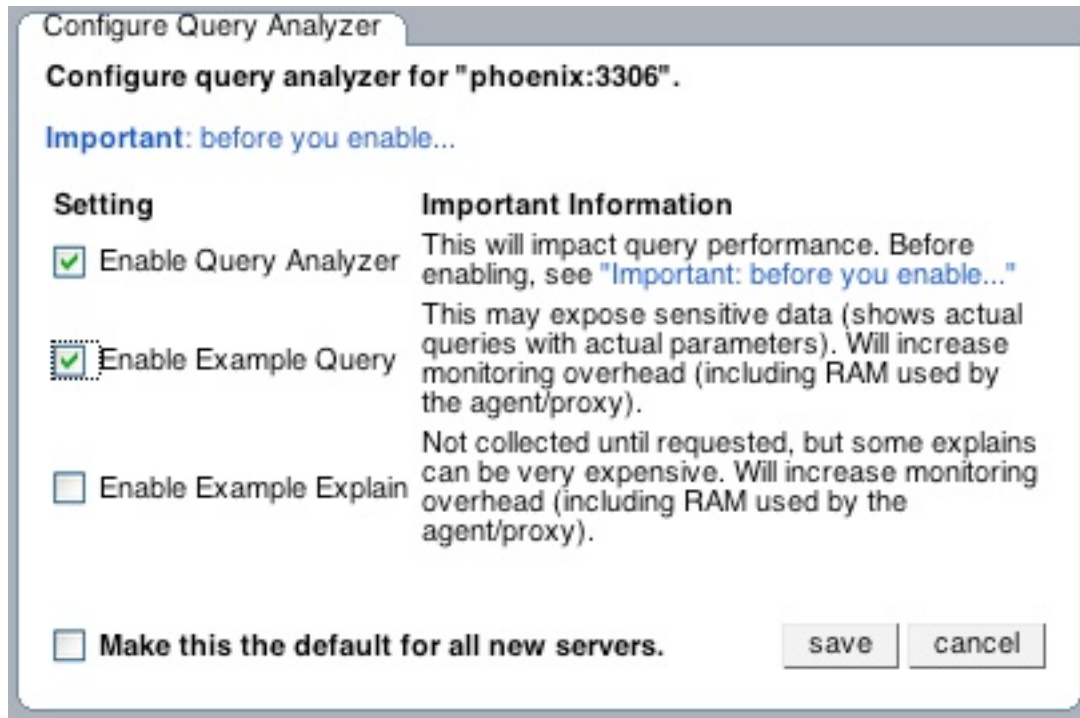 Configure Query Analyzer
Configure query analyzer for "phoenix:3306".
Important: before you enable...
Setting
Important Information
Enable Query Analyzer
This will impact query performance. Before
enabling, see "Important: before you enable..."
Enable Example Query
This may expose sensitive data (shows actual
queries with actual parameters). Will increase
monitoring overhead (including RAM used by
the agent/proxy).
Enable Example Explain
Not collected until requested, but some explains
can be very expensive. Will increase monitoring
overhead (including RAM used by the
agent/proxy).
Make this the default for all new servers.
save
cancel